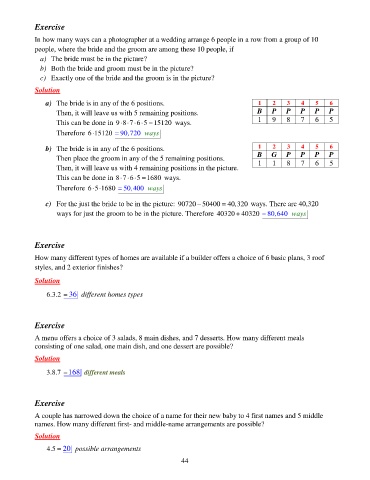 Exercise
In how many ways can a photographer at a wedding arrange 6 people in a row from a group of 10
people, where the bride and the groom are among these 10 people, if
a) The bride must be in the picture?
b) Both the bride and groom must be in the picture?
c) Exactly one of the bride and the groom is in the picture?
Solution
a) The bride is in any of the 6 positions.
Then, it will leave us with 5 remaining positions.
This can be done in 9·8·7·6·5 = 15120 ways.
Therefore 6·15120 = 90,720 ways
1 2 3 4 5 6
B P P P P P
1 9 8 7 6 5
b) The bride is in any of the 6 positions.
Then place the groom in any of the 5 remaining positions.
Then, it will leave us with 4 remaining positions in the picture.
This can be done in 8·7·6·5 = 1680 ways.
Therefore 6·5·1680 = 50,400 ways
1 2 3 4 5 6
B G P P P P
1 1 8 7 6 5
c) For the just the bride to be in the picture: 90720 − 50400 = 40,320 ways. There are 40,320
ways for just the groom to be in the picture. Therefore 40320 + 40320 = 80,640 ways
Exercise
How many different types of homes are available if a builder offers a choice of 6 basic plans, 3 roof
styles, and 2 exterior finishes?
Solution
6.3.2 = 36 different homes types
Exercise
A menu offers a choice of 3 salads, 8 main dishes, and 7 desserts. How many different meals
consisting of one salad, one main dish, and one dessert are possible?
Solution
3.8.7 = 168 different meals
Exercise
A couple has narrowed down the choice of a name for their new baby to 4 first names and 5 middle
names. How many different first- and middle-name arrangements are possible?
Solution
4.5 = 20 possible arrangements
44